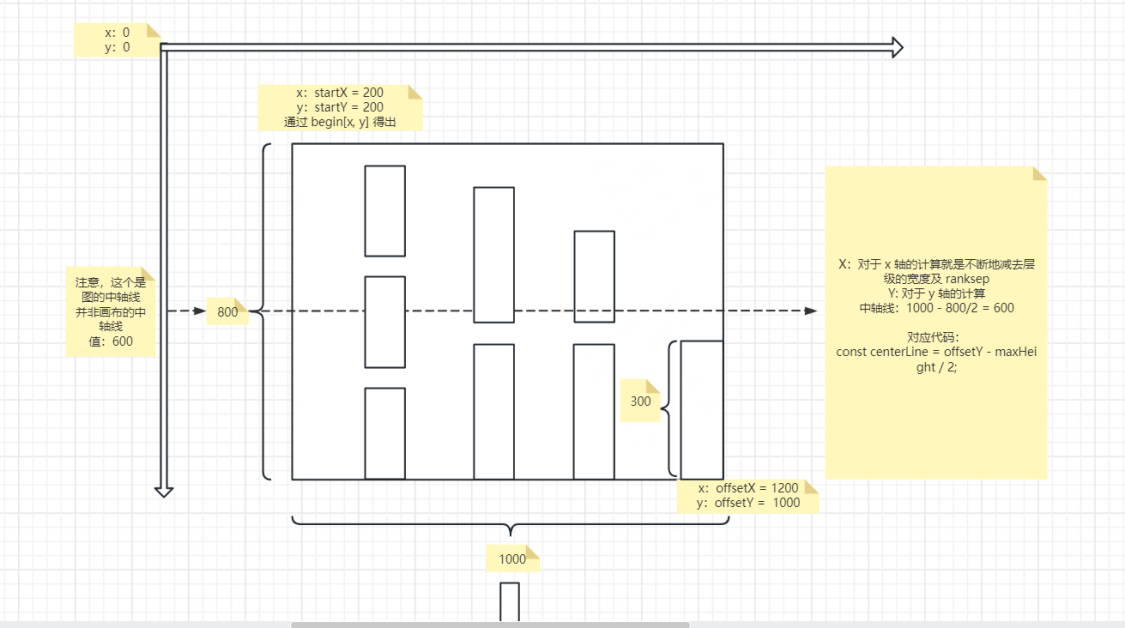 x: 0
y: 0
x: startX = 200
y: startY = 200
通过 begin[x, y] 得出
注意，这个是
图的中轴线
并非画布的中
轴线
值：600
800
X：对于 x 轴的计算就是不断地减去层
级的宽度及 ranksep
Y: 对于 y 轴的计算
中轴线：1000 - 800/2 = 600
对应代码：
const centerLine = offsetY - maxHei
ght / 2;
300
x: offsetX = 1200
y: offsetY = 1000
1000